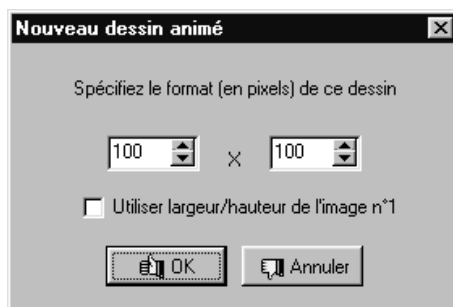 Nouveau dessin animé
Spécifiez le format (en pixels) de ce dessin
100 X 100
Utiliser largeur/hauteur de l'image n°1
OK Annuler